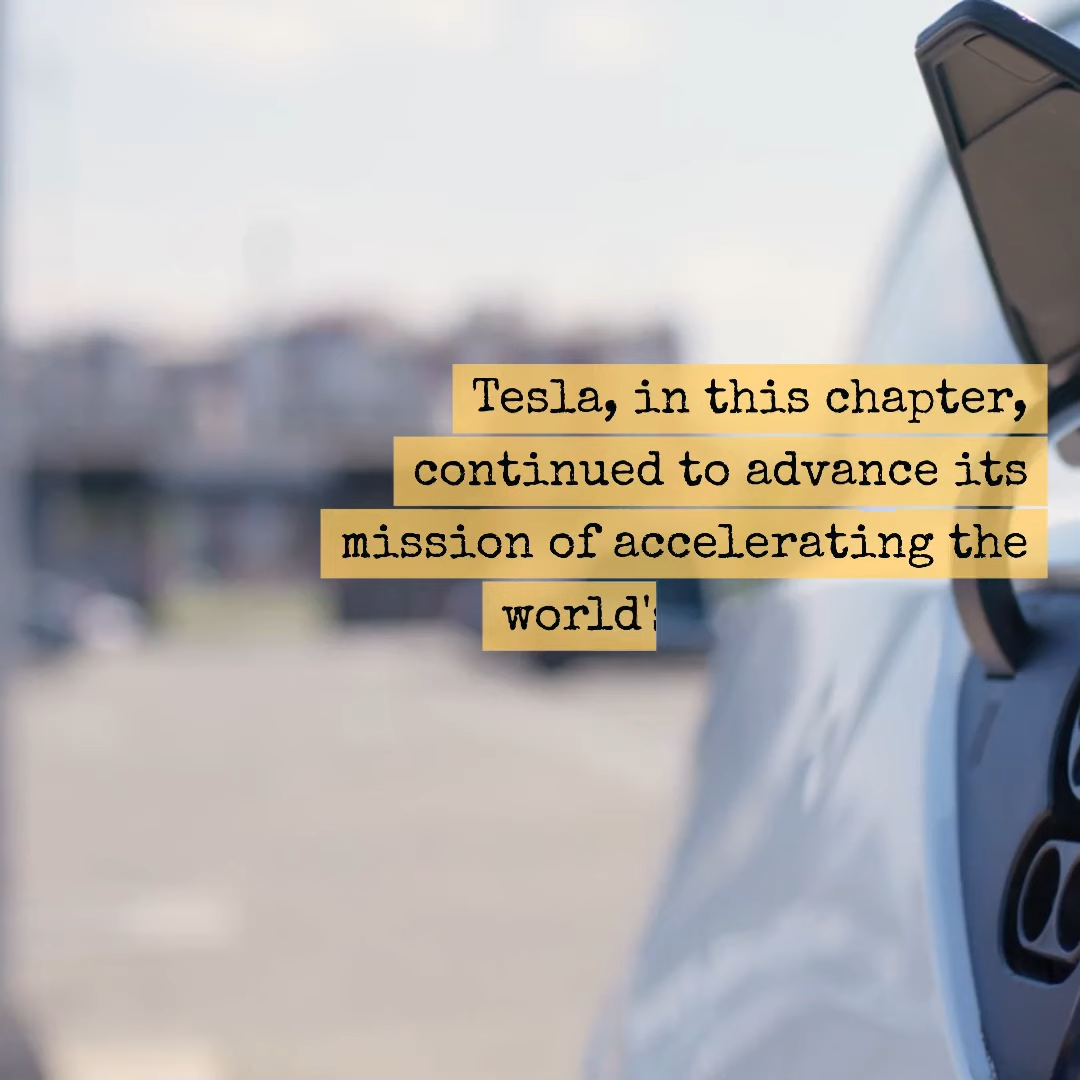 Tesla, in this chapter,
continued to advance its
mission of accelerating the
world's